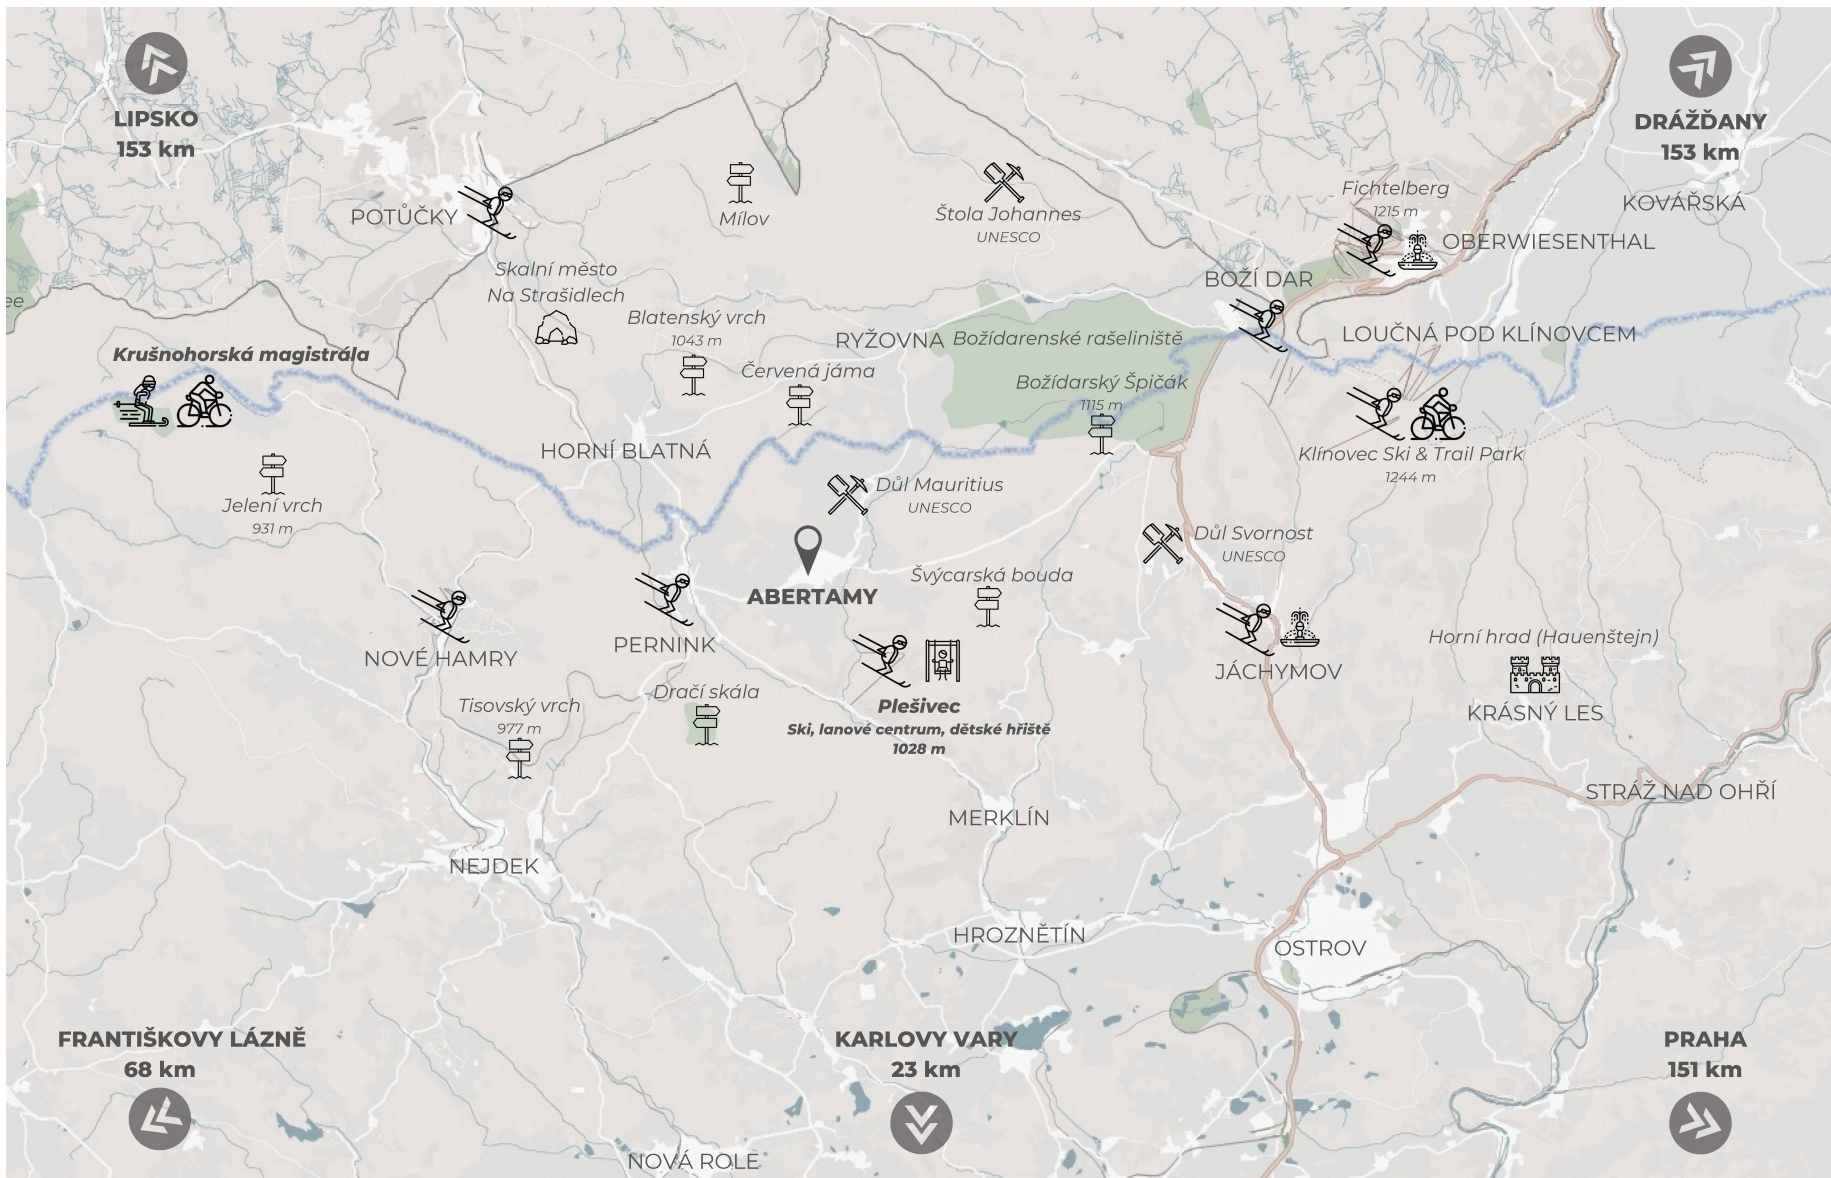 LIPSKO
153 km
DRÁŽĎANY
153 km
KOVÁŘSKÁ
Fichtelberg
1215 m
OBERWIESENTHAL
POTŮČKY
Mílov
Štola Johannes
UNESCO
Skalní město
Na Strašidlech
BOŽÍ DAR
ee
Blatenský vrch
1043 m
RYŽOVNA
Božídarenské rašeliniště
LOUČNÁ POD KLÍNOVCEM
Krušnohorská magistrála
Červená jáma
Božídarský Špičák
1115 m
HORNÍ BLATNÁ
Klínovec Ski & Trail Park
1244 m
Jelení vrch
931 m
Důl Mauritius
UNESCO
Důl Svornost
UNESCO
Švýcarská bouda
ABERTAMY
PERNINK
NOVÉ HAMRY
Horní hrad (Hauenštejn)
JÁCHYMOV
KRÁSNÝ LES
Dračí skála
Tisovský vrch
977 m
Plešivec
Ski, lanové centrum, dětské hřiště
1028 m
STRÁŽ NAD OHŘÍ
MERKLÍN
NEJDEK
HROZNĚTÍN
OSTROV
FRANTIŠKOVY LÁZNĚ
68 km
KARLOVY VARY
23 km
PRAHA
151 km
NOVÁ ROLE